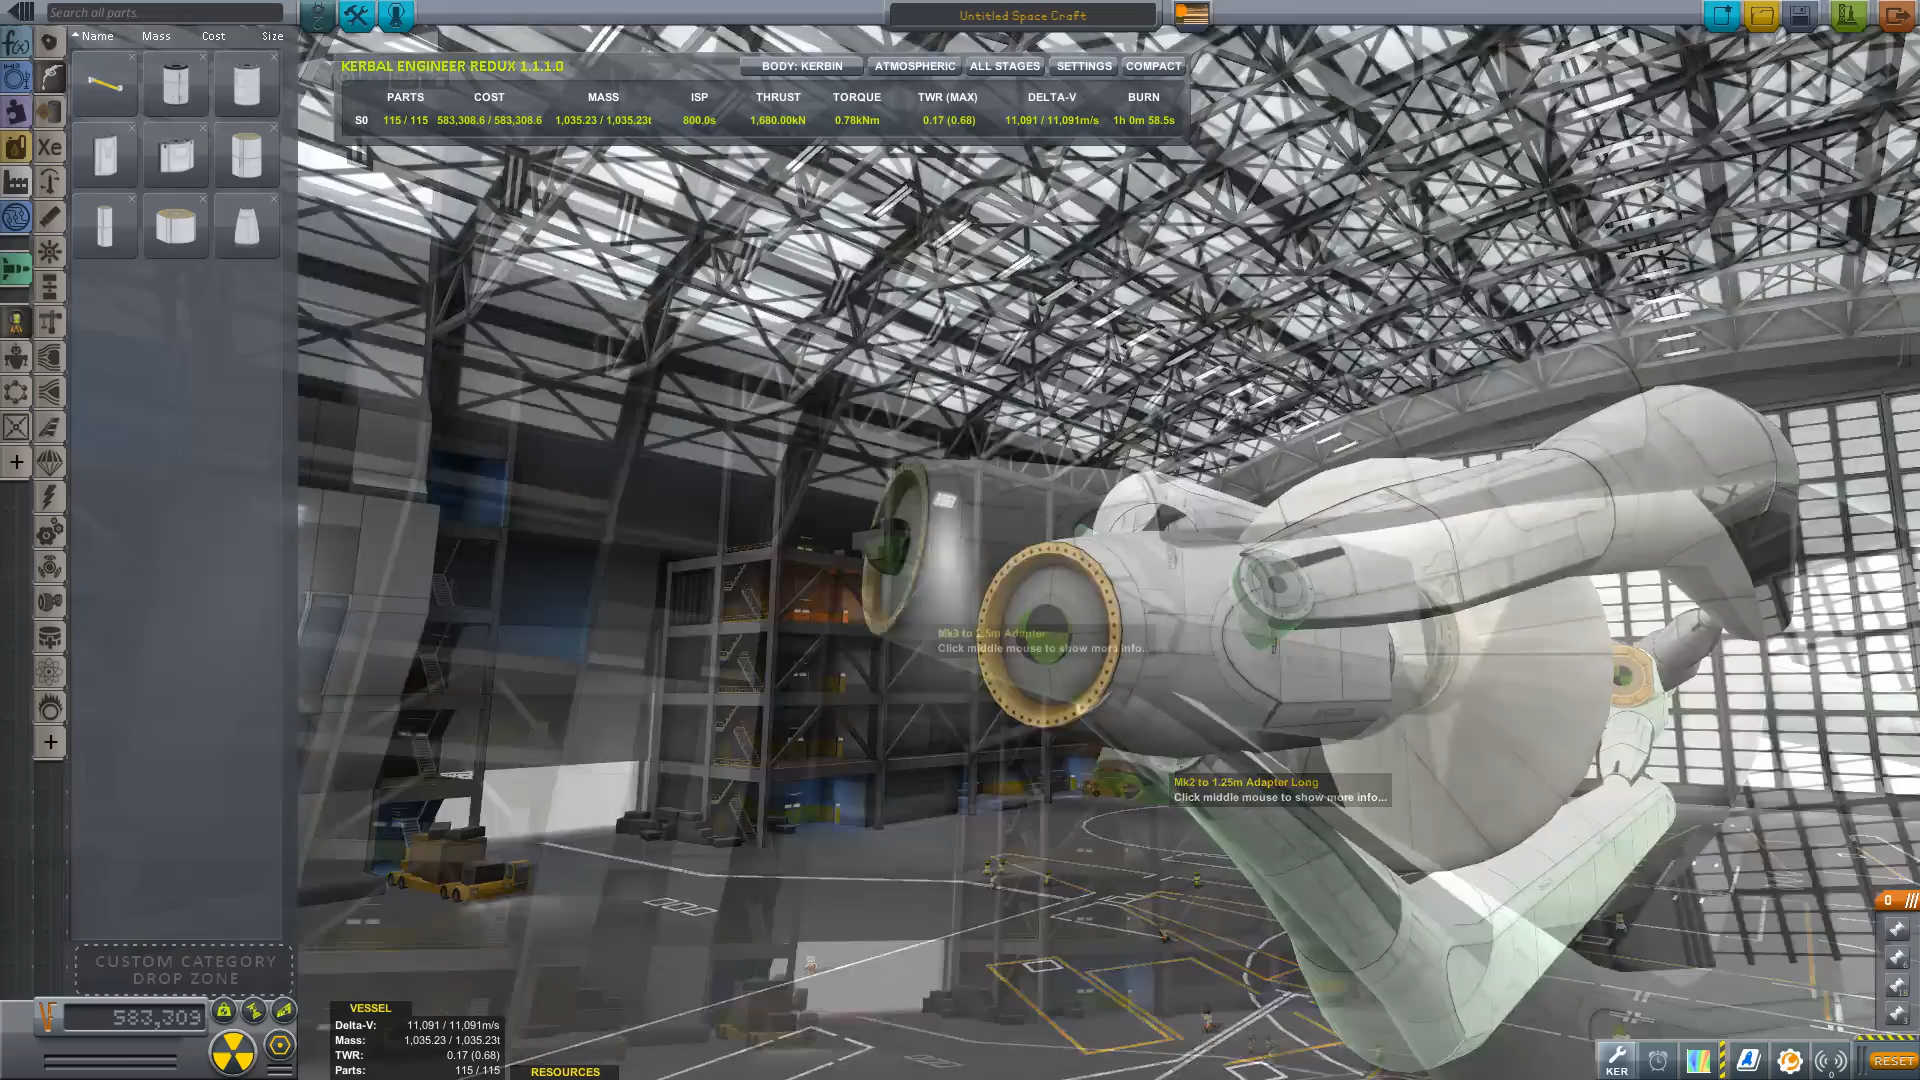 Search all parts.
Untitled Space Craft
Name Mass Cost Size
KERBAL ENGINEER REDUX 1.1.1.0
BODY: KERBIN ATMOSPHERIC ALL STAGES SETTINGS COMPACT
PARTS COST MASS ISP THRUST TORQUE TWR (MAX) DELTA-V BURN
S0 115 / 115 583,308.6 / 583,308.6 1,035.23 / 1,035.23t 800.0s 1,680.00kN 0.78kNm 0.17 (0.68) 11,091 / 11,091m/s 1h 0m 58.5s
f(x)
Xe
Mk3 to 2.5m Adapter
Click middle mouse to show more info...
Mk2 to 1.25m Adapter Long
Click middle mouse to show more info...
0
CUSTOM CATEGORY
DROP ZONE
583,309
VESSEL
Delta-V: 11,091 / 11,091m/s
Mass: 1,035.23 / 1,035.23t
TWR: 0.17 (0.68)
Parts: 115 / 115
RESOURCES
KER
0
RESET